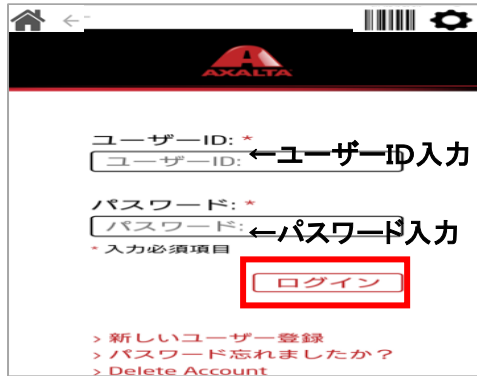 AXALTA
ユーザーID: *
ユーザーID: ←ユーザーID入力
パスワード: *
パスワード: ←パスワード入力
* 入力必須項目
ログイン
> 新しいユーザー登録
> パスワード忘れましたか？
> Delete Account